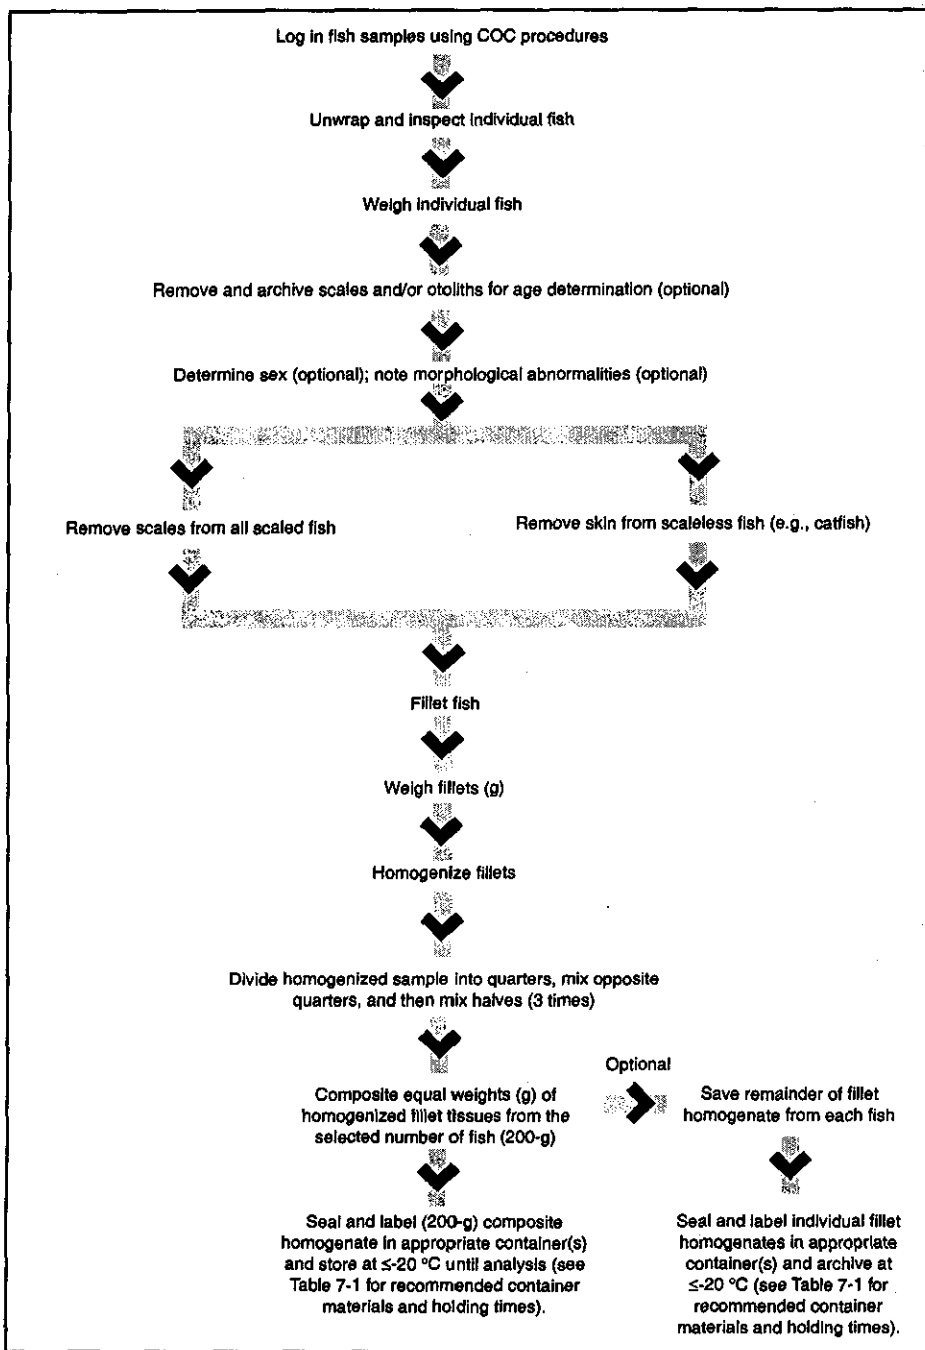 Log in fish samples using COC procedures
Unwrap and inspect individual fish
Weigh individual fish
Remove and archive scales and/or otoliths for age determination (optional)
Determine sex (optional); note morphological abnormalities (optional)
Remove scales from all scaled fish
Remove skin from scaleless fish (e.g., catfish)
Fillet fish
Weigh fillets (g)
Homogenize fillets
Divide homogenized sample into quarters, mix opposite
quarters, and then mix halves (3 times)
Optional
Composite equal weights (g) of
homogenized fillet tissues from the
selected number of fish (200-g)
Save remainder of fillet
homogenate from each fish
Seal and label (200-g) composite
homogenate in appropriate container(s)
and store at ≤-20 °C until analysis (see
Table 7-1 for recommended container
materials and holding times).
Seal and label individual fillet
homogenates in appropriate
container(s) and archive at
≤-20 °C (see Table 7-1 for
recommended container
materials and holding times).